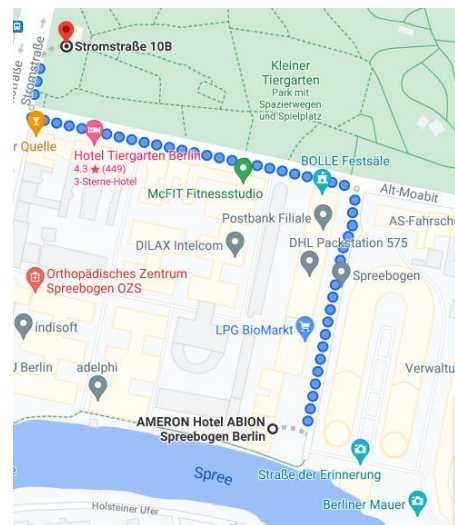 Stromstraße 10B
Stromstraße
Kleiner
Tiergarten
Park mit
Spazierwegen
und Spielplatz
r Quelle
Hotel Tiergarten Berlin
4.3 ★ (449)
3-Sterne-Hotel
BOLLE Festsäle
McFIT Fitnessstudio
Alt-Moabit
Postbank Filiale
AS-Fahrschu
DILAX Intelcom
DHL Packstation 575
Orthopädisches Zentrum
Spreebogen OZS
Spreebogen
indisoft
LPG BioMarkt
U Berlin
adelphi
Verwaltu
AMERON Hotel ABION
Spreebogen Berlin
Spree
Straße der Erinnerung
Berliner Mauer
Holsteiner Ufer